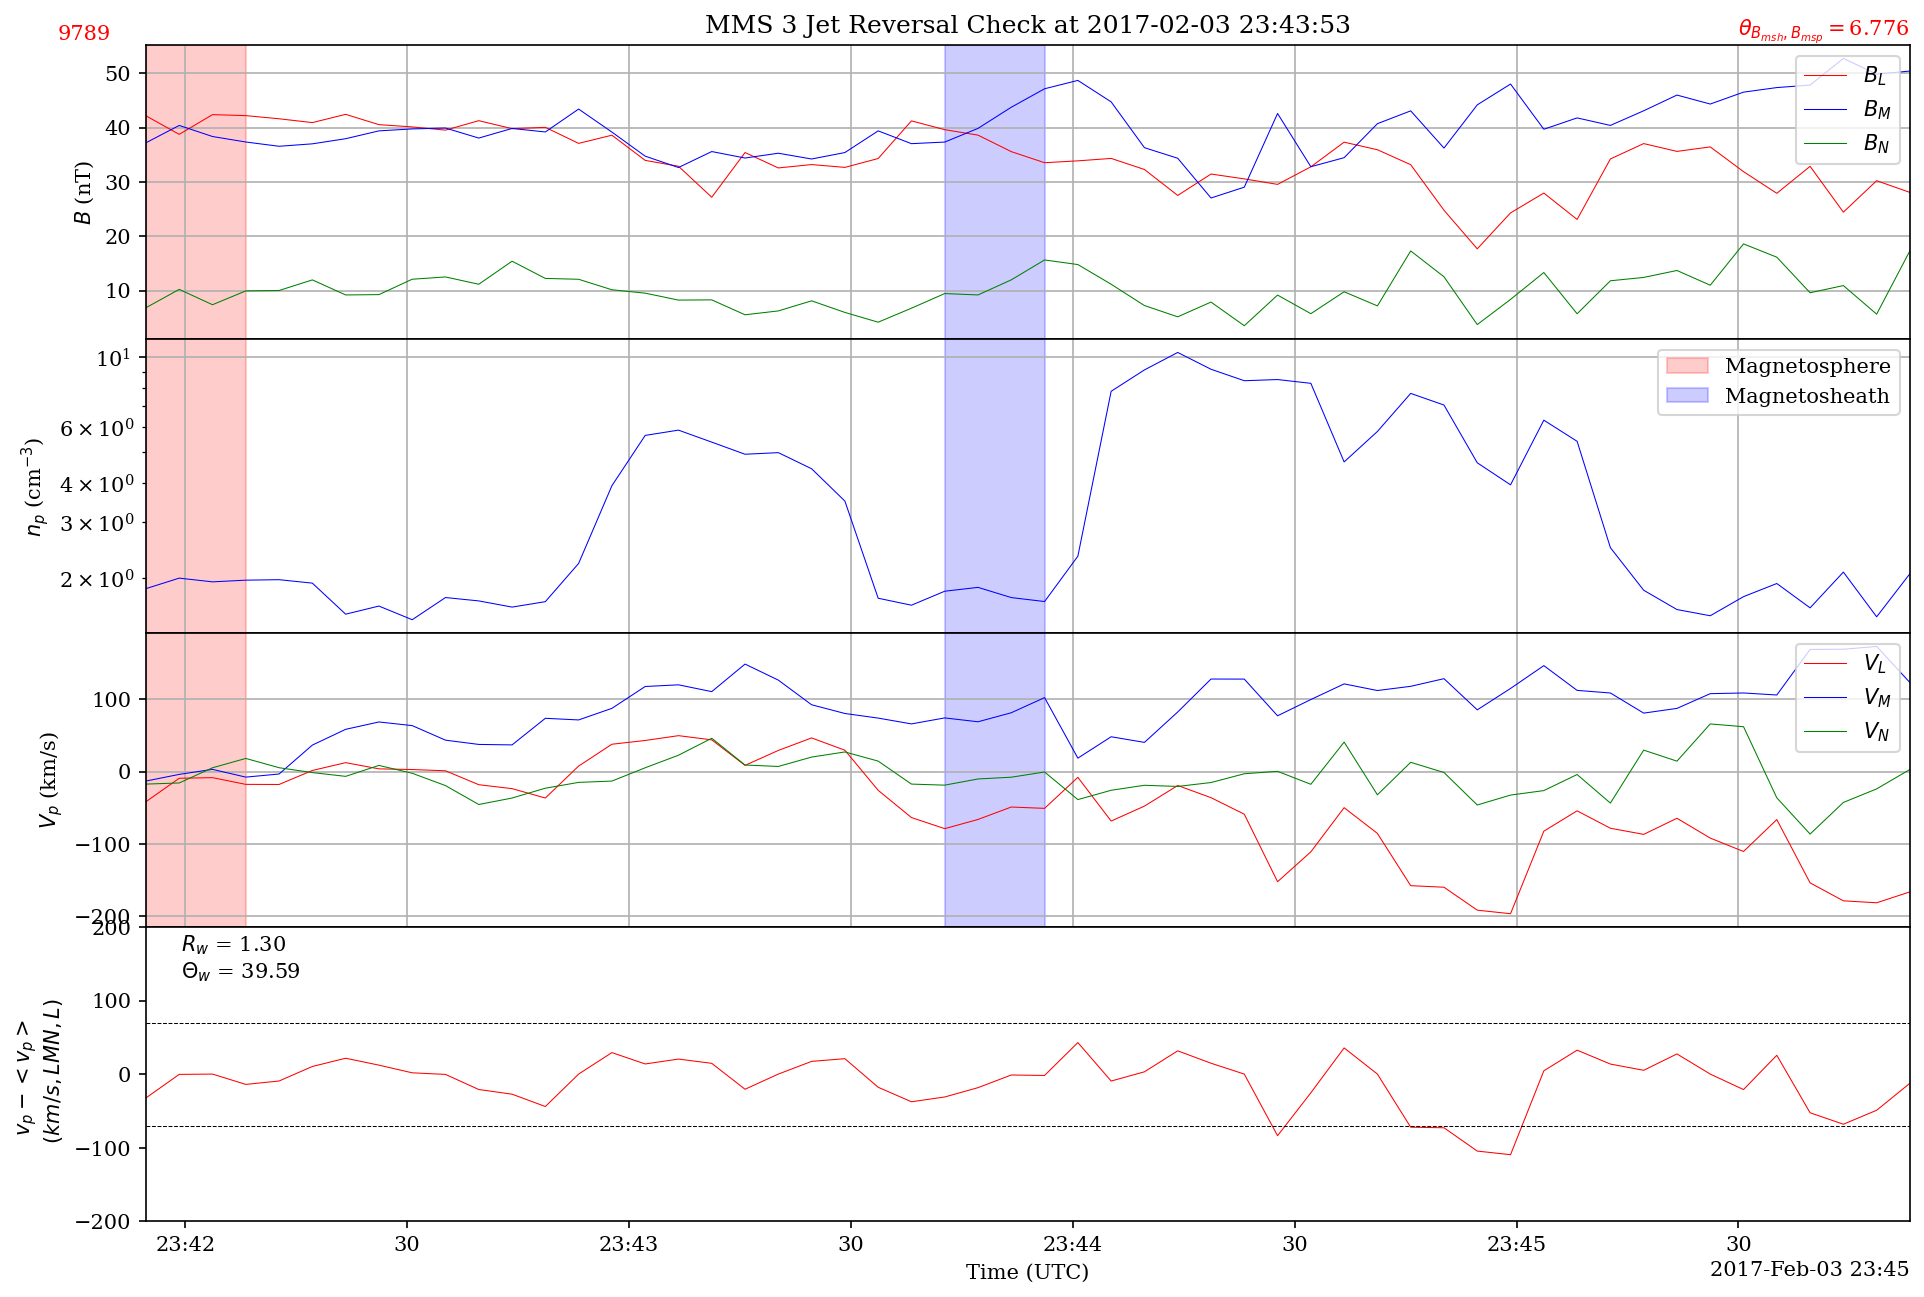 9789
MMS 3 Jet Reversal Check at 2017-02-03 23:43:53
θ_{B_{msh}, B_{msp}} = 6.776
B (nT)
50
40
30
20
10
B_L
B_M
B_N
n_p (cm^{−3})
10^1
6 × 10^0
4 × 10^0
3 × 10^0
2 × 10^0
Magnetosphere
Magnetosheath
V_p (km/s)
100
0
−100
−200
V_L
V_M
V_N
v_p − <v_p>
(km/s, LMN, L)
200
100
0
−100
−200
R_w = 1.30
Θ_w = 39.59
23:42 30 23:43 30 23:44 30 23:45 30
Time (UTC)
2017-Feb-03 23:45